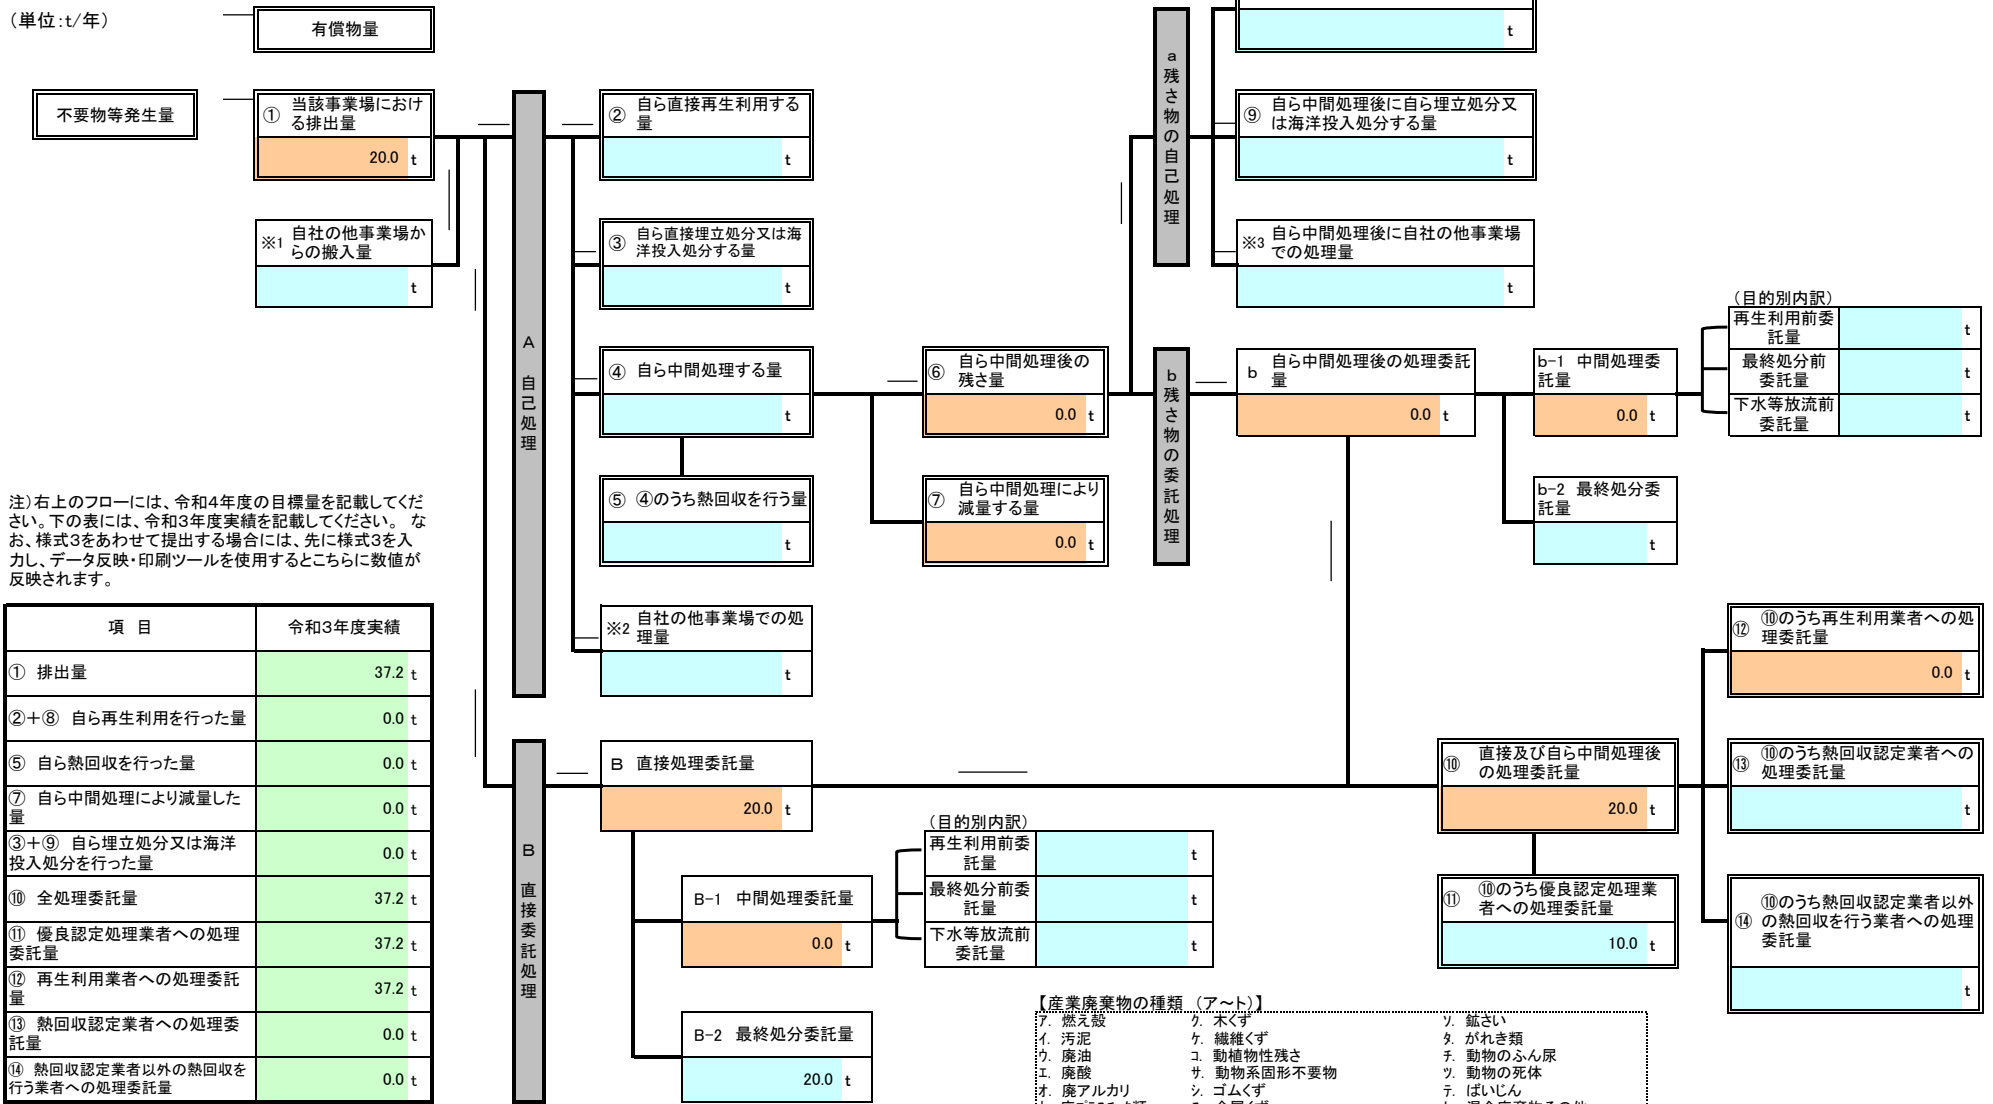 （単位：t/年）
有償物量
t
不要物等発生量
① 当該事業場におけ
る排出量
20.0 t
※1 自社の他事業場か
らの搬入量
t
A 自己処理
② 自ら直接再生利用する
量
t
③ 自ら直接埋立処分又は海
洋投入処分する量
t
④ 自ら中間処理する量
t
⑤ ④のうち熱回収を行う量
t
※2 自社の他事業場での処
理量
t
⑥ 自ら中間処理後の
残さ量
0.0 t
⑦ 自ら中間処理により
減量する量
0.0 t
a 残さ物の自己処理
⑨ 自ら中間処理後に自ら埋立処分又
は海洋投入処分する量
t
※3 自ら中間処理後に自社の他事業場
での処理量
t
b 残さ物の委託処理
b 自ら中間処理後の処理委託
量
0.0 t
b-1 中間処理委
託量
0.0 t
b-2 最終処分委
託量
t
（目的別内訳）
再生利用前委
託量
t
最終処分前
委託量
t
下水等放流前
委託量
t
注）右上のフローには、令和４年度の目標量を記載してくだ
さい。下の表には、令和３年度実績を記載してください。 な
お、様式３をあわせて提出する場合には、先に様式３を入
力し、データ反映・印刷ツールを使用するとこちらに数値が
反映されます。
項 目 令和３年度実績
① 排出量 37.2 t
②＋⑧ 自ら再生利用を行った量 0.0 t
⑤ 自ら熱回収を行った量 0.0 t
⑦ 自ら中間処理により減量した
量 0.0 t
③＋⑨ 自ら埋立処分又は海洋
投入処分を行った量 0.0 t
⑩ 全処理委託量 37.2 t
⑪ 優良認定処理業者への処理
委託量 37.2 t
⑫ 再生利用業者への処理委託
量 37.2 t
⑬ 熱回収認定業者への処理委
託量 0.0 t
⑭ 熱回収認定業者以外の熱回収を
行う業者への処理委託量 0.0 t
B 直接委託処理
B 直接処理委託量
20.0 t
B-1 中間処理委託量
0.0 t
B-2 最終処分委託量
20.0 t
（目的別内訳）
再生利用前委
託量
t
最終処分前委
託量
t
下水等放流前
委託量
t
⑩ 直接及び自ら中間処理後
の処理委託量
20.0 t
⑪ ⑩のうち優良認定処理業
者への処理委託量
10.0 t
⑫ ⑩のうち再生利用業者への処
理委託量
0.0 t
⑬ ⑩のうち熱回収認定業者への
処理委託量
t
⑭ ⑩のうち熱回収認定業者以外
の熱回収を行う業者への処理
委託量
t
【産業廃棄物の種類 （ア～ト）】
ア. 燃え殻 ク. 木くず ソ. 鉱さい
イ. 汚泥 ケ. 繊維くず タ. がれき類
ウ. 廃油 コ. 動植物性残さ チ. 動物のふん尿
エ. 廃酸 サ. 動物系固形不要物 ツ. 動物の死体
オ. 廃アルカリ シ. ゴムくず テ. ばいじん